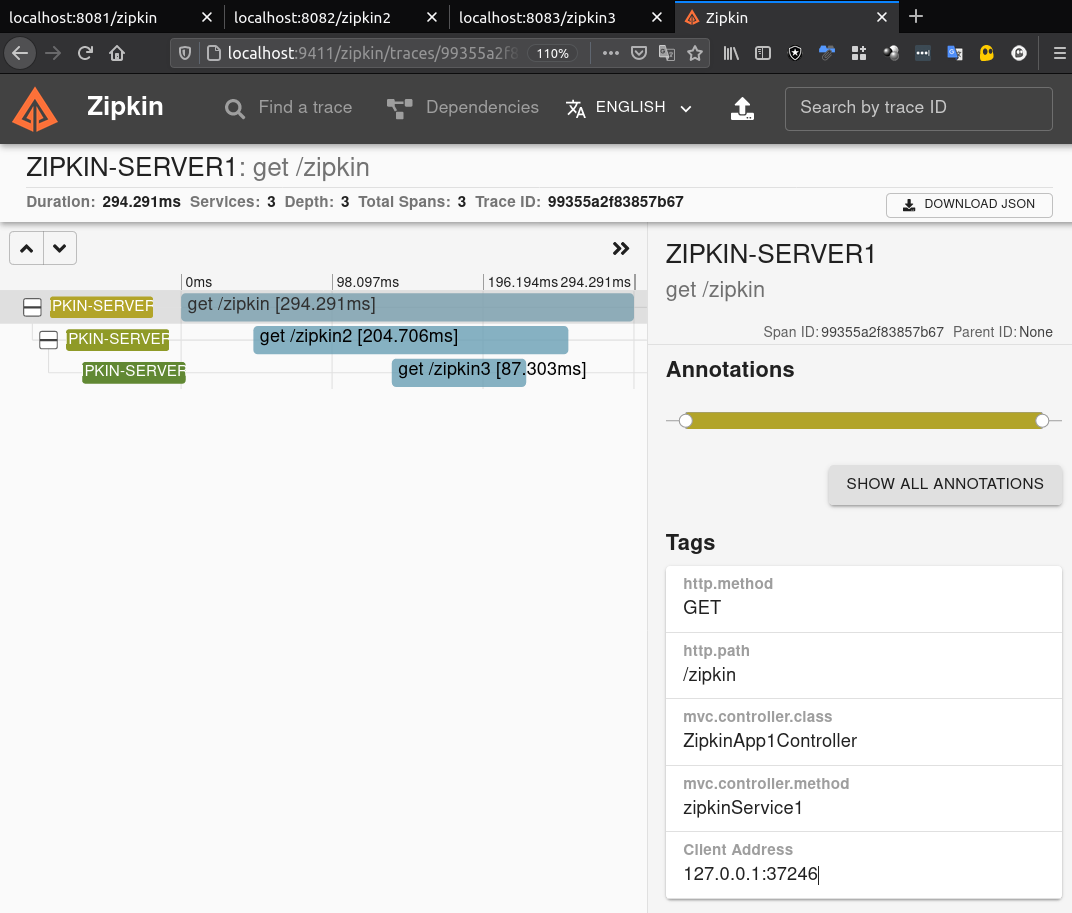 localhost:8081/zipkin
localhost:8082/zipkin2
localhost:8083/zipkin3
Zipkin
localhost:9411/zipkin/traces/99355a2f8
110%
Zipkin
Find a trace
Dependencies
ENGLISH
Search by trace ID
ZIPKIN-SERVER1: get /zipkin
Duration: 294.291ms Services: 3 Depth: 3 Total Spans: 3 Trace ID: 99355a2f83857b67
DOWNLOAD JSON
0ms 98.097ms 196.194ms 294.291ms
PKIN-SERVER get /zipkin [294.291ms]
PKIN-SERVER get /zipkin2 [204.706ms]
PKIN-SERVER get /zipkin3 [87.303ms]
ZIPKIN-SERVER1
get /zipkin
Span ID: 99355a2f83857b67 Parent ID: None
Annotations
SHOW ALL ANNOTATIONS
Tags
http.method
GET
http.path
/zipkin
mvc.controller.class
ZipkinApp1Controller
mvc.controller.method
zipkinService1
Client Address
127.0.0.1:37246